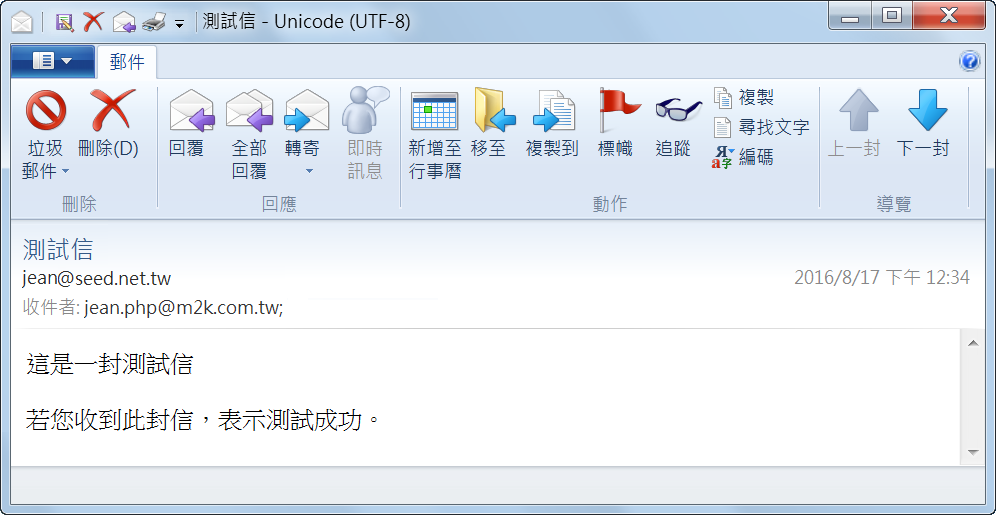 測試信 - Unicode (UTF-8)
郵件
垃圾郵件
刪除(D)
刪除
回覆
全部回覆
轉寄
即時訊息
回應
新增至行事曆
移至
複製到
標幟
追蹤
複製
尋找文字
編碼
動作
上一封
下一封
導覽
測試信
jean@seed.net.tw
2016/8/17 下午 12:34
收件者: jean.php@m2k.com.tw;
這是一封測試信
若您收到此封信，表示測試成功。